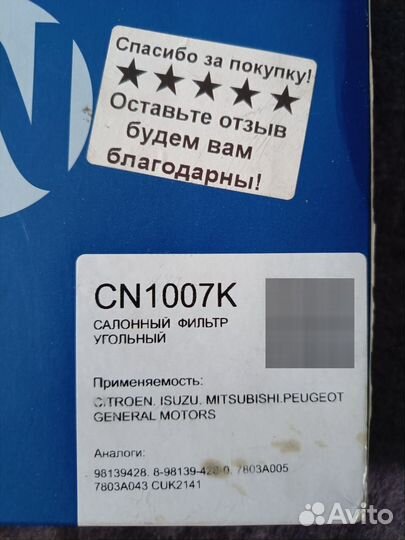 Спасибо за покупку!
★★★★★
Оставьте отзыв
будем вам
благодарны!
CN1007K
САЛОННЫЙ ФИЛЬТР
УГОЛЬНЫЙ
Применяемость:
CITROEN. ISUZU. MITSUBISHI.PEUGEOT
GENERAL MOTORS
Аналоги:
98139428. 8-98139-428-0. 7803A005
7803A043 CUK2141
Avito